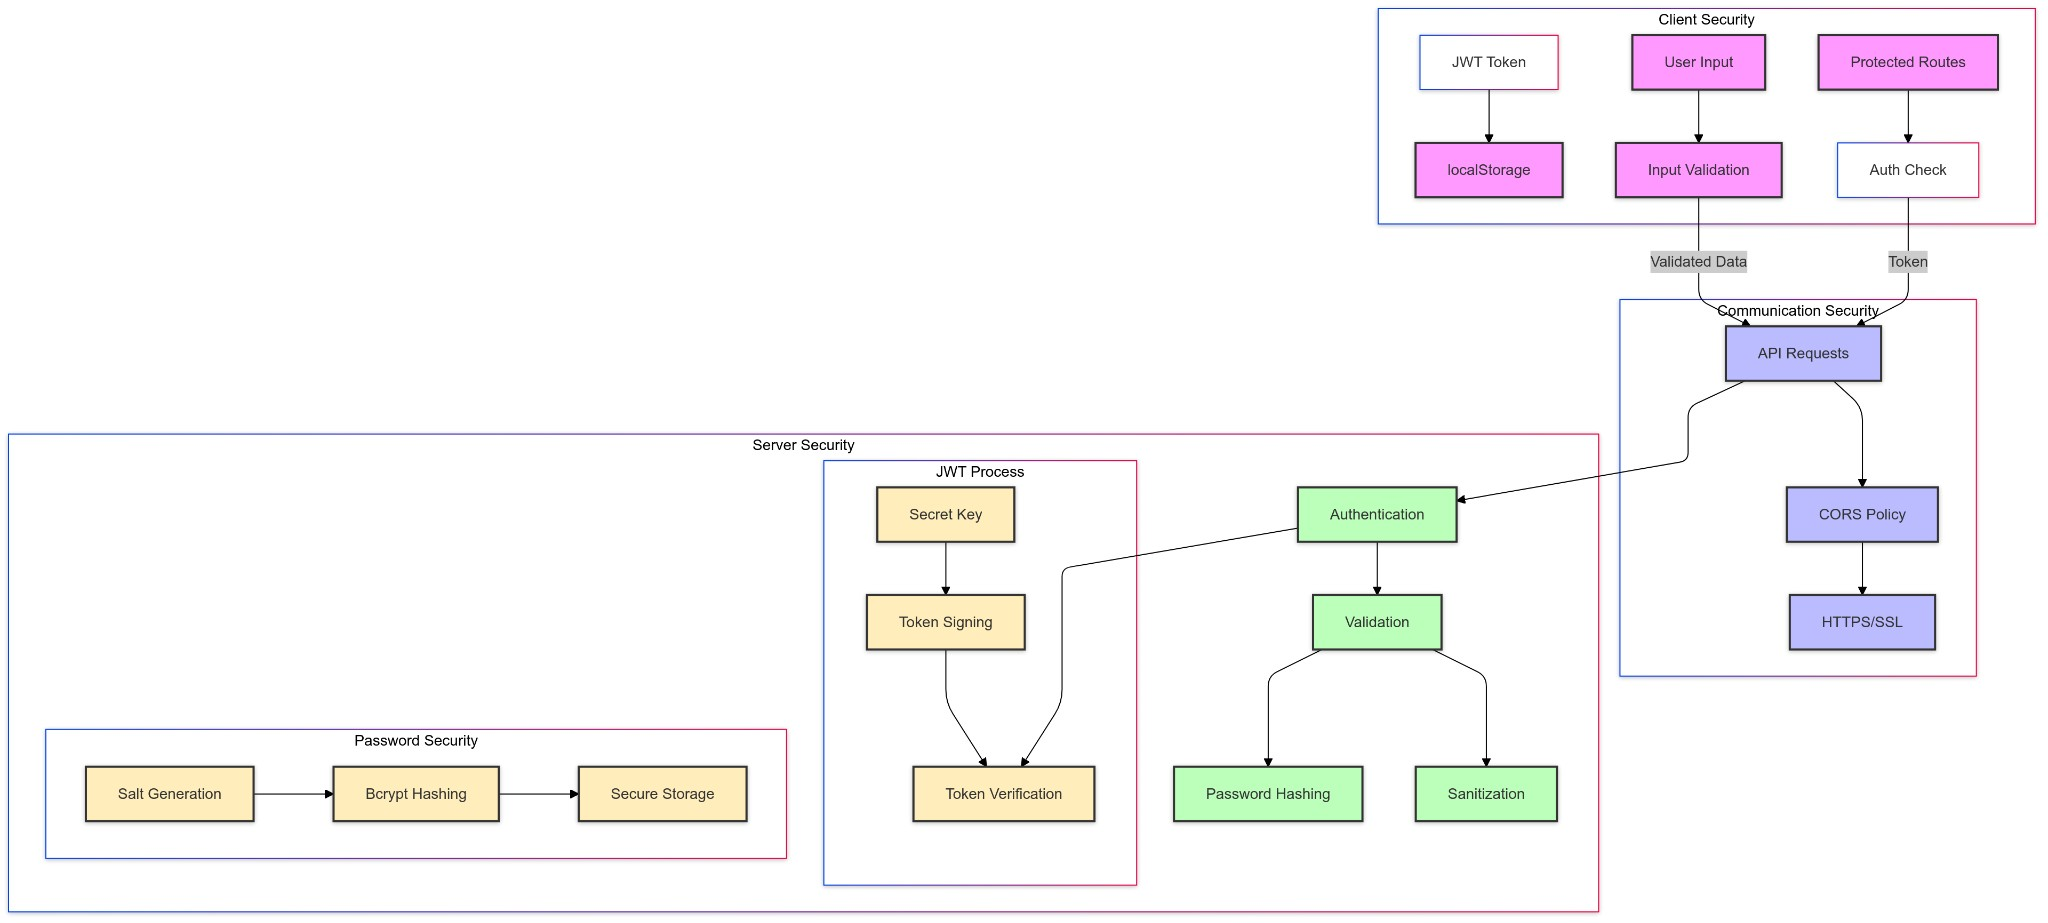 Client Security
JWT Token
User Input
Protected Routes
localStorage
Input Validation
Auth Check
Validated Data
Token
Communication Security
API Requests
Server Security
JWT Process
Secret Key
Authentication
CORS Policy
Token Signing
Validation
HTTPS/SSL
Password Security
Salt Generation
Bcrypt Hashing
Secure Storage
Token Verification
Password Hashing
Sanitization